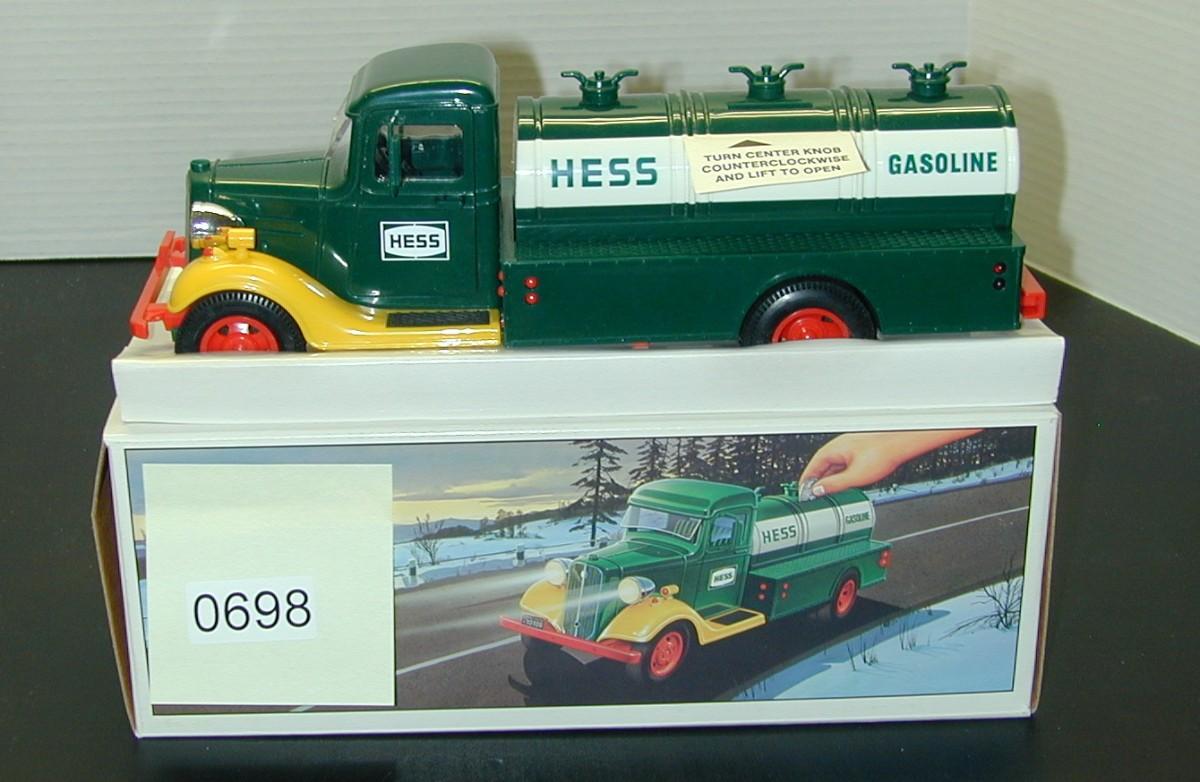 HESS
TURN CENTER KNOB
COUNTERCLOCKWISE
AND LIFT TO OPEN
GASOLINE
HESS
0698
HESS
GASOLINE
HESS